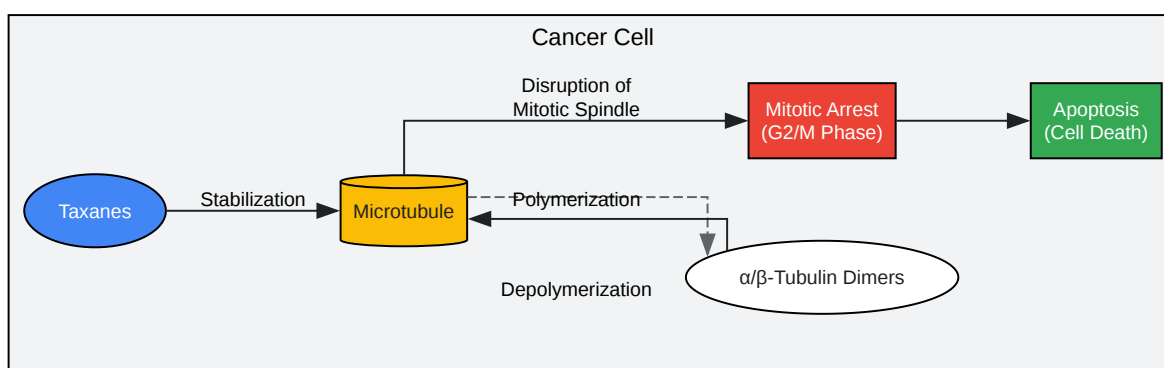 Cancer Cell
Disruption of
Mitotic Spindle
Mitotic Arrest
(G2/M Phase)
Apoptosis
(Cell Death)
Taxanes
Stabilization
Microtubule
Polymerization
α/β-Tubulin Dimers
Depolymerization